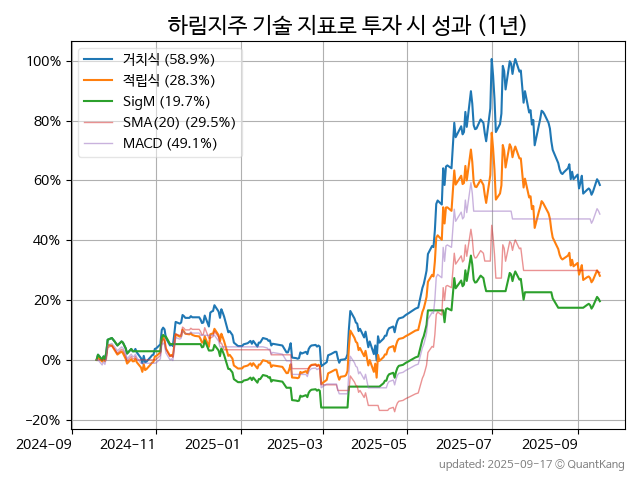 하림지주 기술 지표로 투자 시 성과 (1년)
거치식 (58.9%)
적립식 (28.3%)
SigM (19.7%)
SMA(20) (29.5%)
MACD (49.1%)
100%
80%
60%
40%
20%
0%
−20%
2024-09
2024-11
2025-01
2025-03
2025-05
2025-07
2025-09
updated: 2025-09-17 © QuantKang